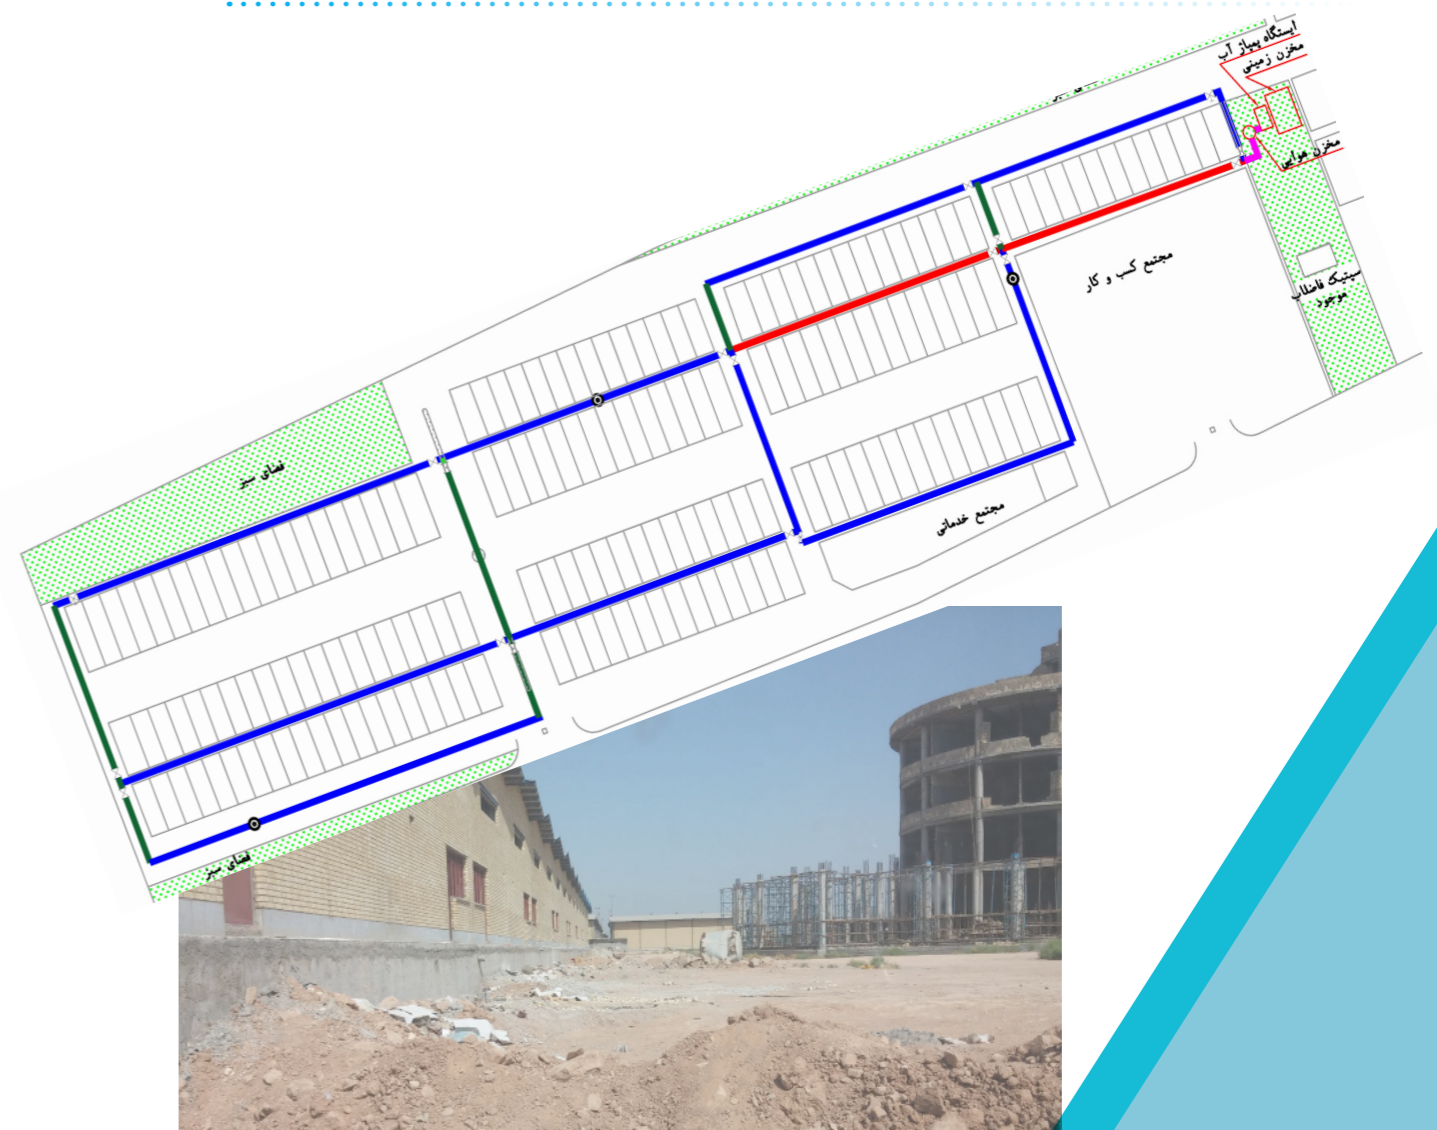 ایستگاه پمپاژ آب
مخزن زمینی
مخزن هوایی
مجتمع کسب و کار
سپتیک فاضلاب
موجود
فضای سبز
مجتمع خدماتی
فضای سبز